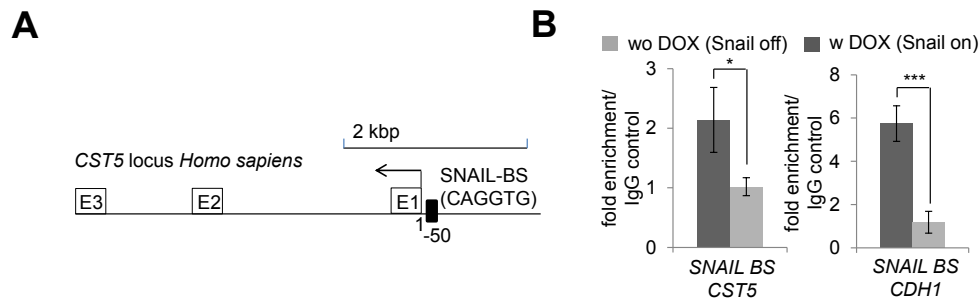 A
2 kbp
CST5 locus Homo sapiens
SNAIL-BS
(CAGGTG)
E3
E2
E1
1
-50
B
wo DOX (Snail off)
w DOX (Snail on)
fold enrichment/
IgG control
3
2
1
0
*
SNAIL BS
CST5
fold enrichment/
IgG control
8
6
4
2
0
***
SNAIL BS
CDH1